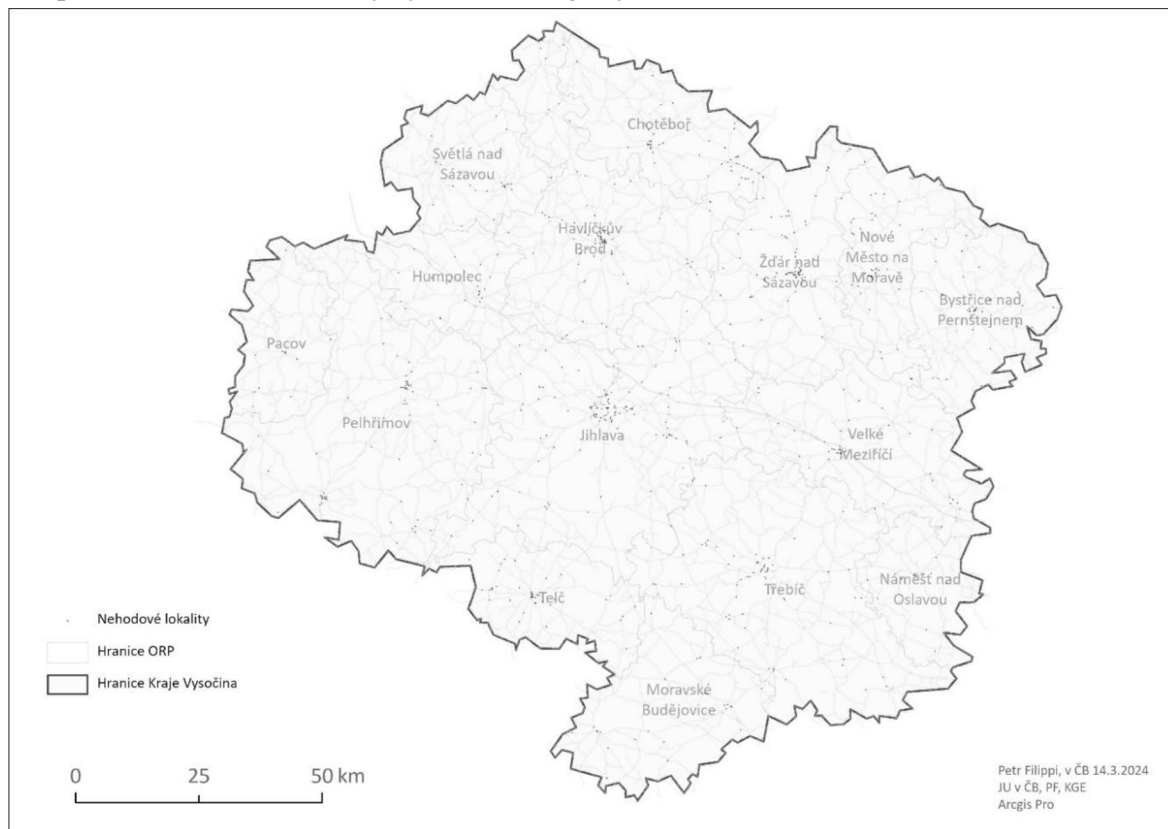 Chotěboř
Světlá nad
Sázavou
Havlíčkův
Brod
Nové
Město na
Moravě
Žďár nad
Sázavou
Humpolec
Bystřice nad
Pernštejnem
Pacov
Pelhřimov
Jihlava
Velké
Meziříčí
Třebíč
Náměšť nad
Oslavou
Telč
Moravské
Budějovice
Nehodové lokality
Hranice ORP
Hranice Kraje Vysočina
0 25 50 km
Petr Filippi, v ČB 14.3.2024
JU v ČB, PF, KGE
Arcgis Pro